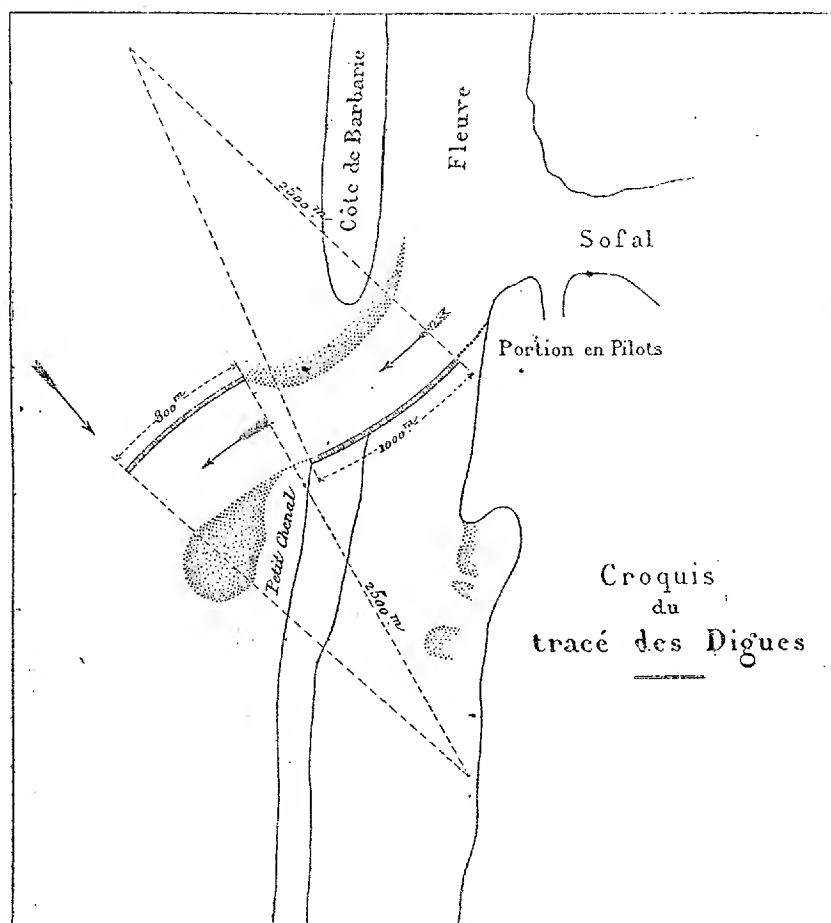 Côte de Barbarie
Fleuve
2500 m
Sofal
Portion en Pilots
800 m
1000 m
Petit Chenal
2500 m
Croquis
du
tracé des Digues